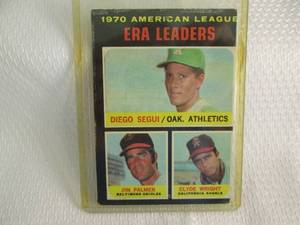 1970 AMERICAN LEAGUE
ERA LEADERS
DIEGO SEGUI / OAK. ATHLETICS
JIM PALMER
BALTIMORE ORIOLES
CLYDE WRIGHT
CALIFORNIA ANGELS